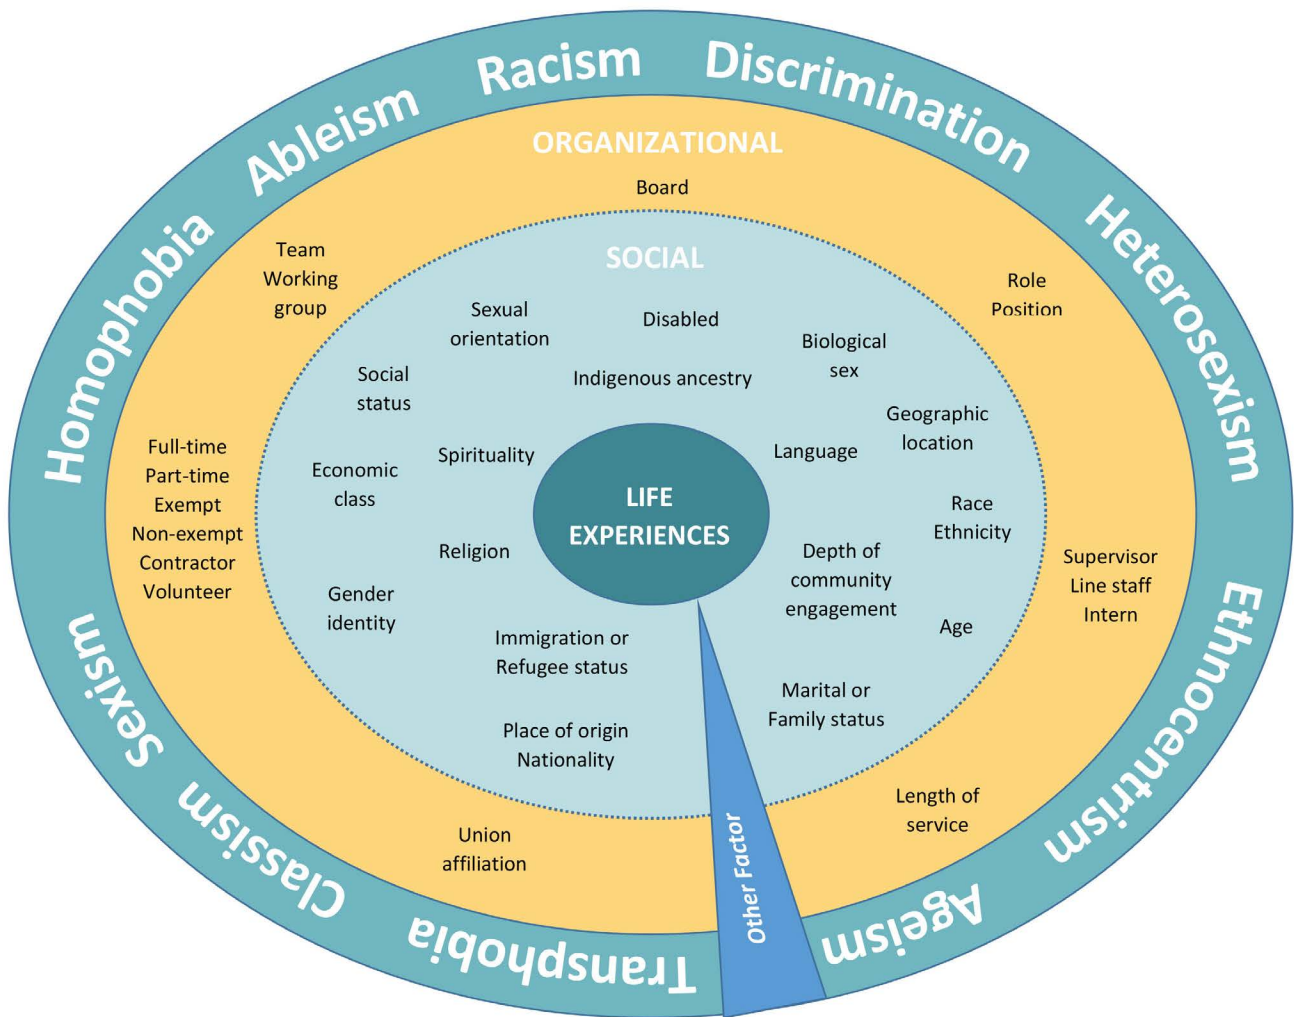 Homophobia
Ableism
Racism
Discrimination
Heterosexism
Ethnocentrism
Ageism
Transphobia
Classism
Sexism
ORGANIZATIONAL
Board
Team
Working
group
Role
Position
Full-time
Part-time
Exempt
Non-exempt
Contractor
Volunteer
Supervisor
Line staff
Intern
Length of
service
Union
affiliation
SOCIAL
Sexual
orientation
Disabled
Biological
sex
Social
status
Indigenous ancestry
Geographic
location
Economic
class
Spirituality
Language
Race
Ethnicity
Religion
Depth of
community
engagement
Gender
identity
Age
Immigration or
Refugee status
Marital or
Family status
Place of origin
Nationality
LIFE
EXPERIENCES
Other Factor